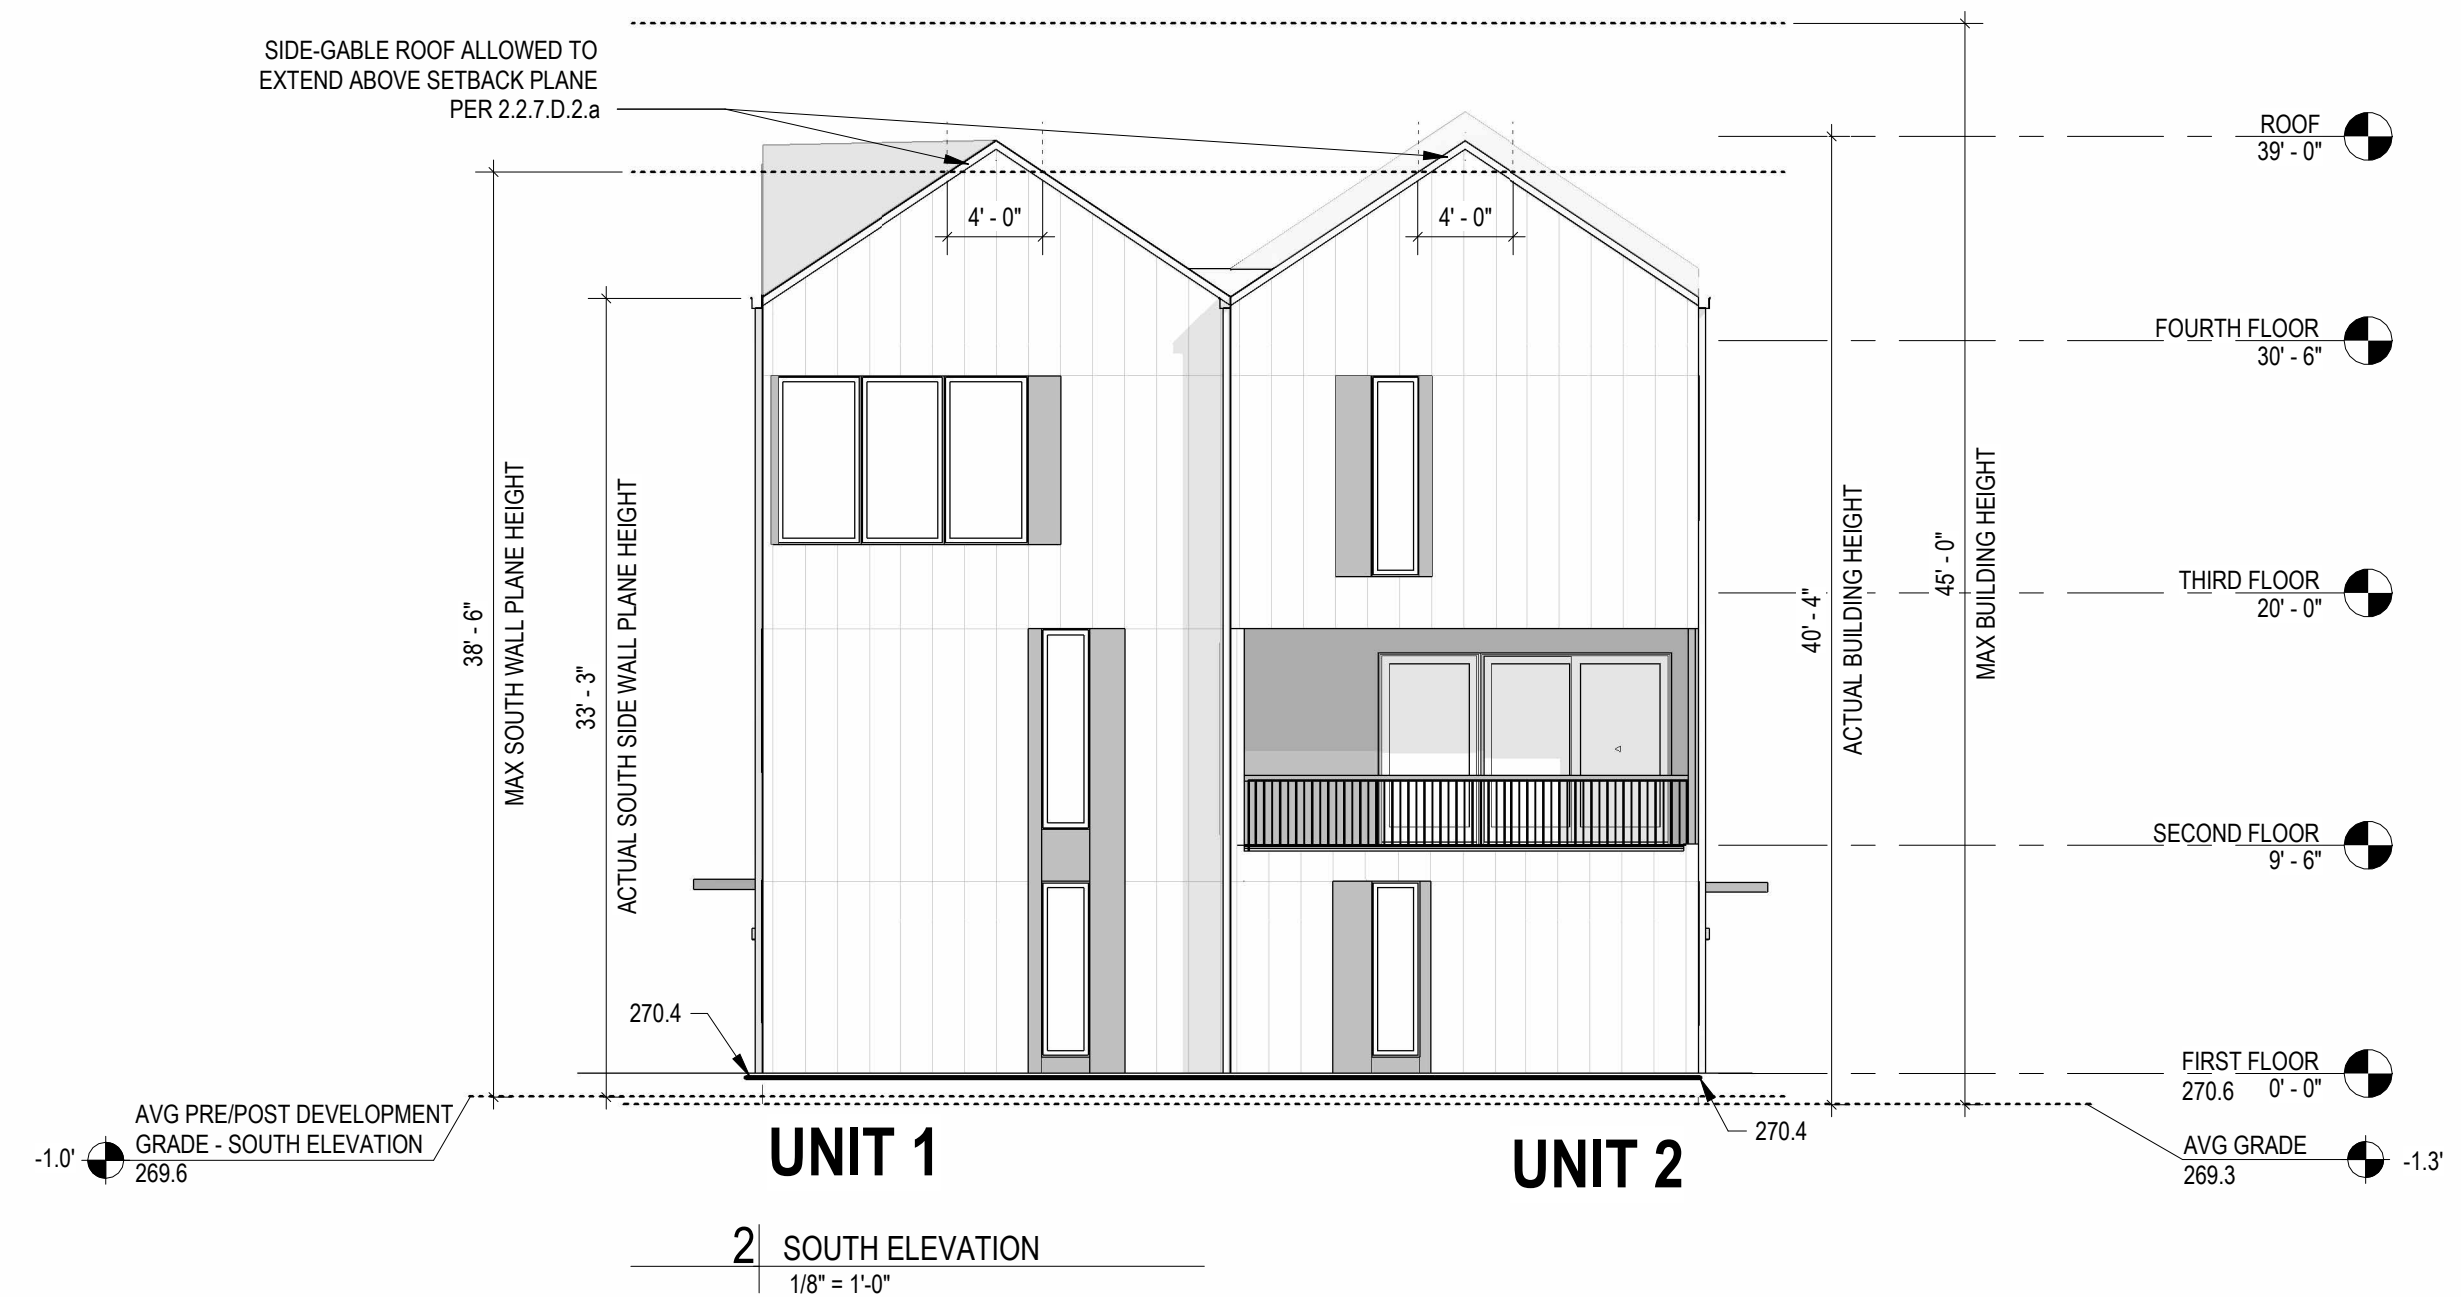 SIDE-GABLE ROOF ALLOWED TO
EXTEND ABOVE SETBACK PLANE
PER 2.2.7.D.2.a
ROOF
39' - 0"
4' - 0"
4' - 0"
FOURTH FLOOR
30' - 6"
THIRD FLOOR
20' - 0"
SECOND FLOOR
9' - 6"
FIRST FLOOR
270.6 0' - 0"
38' - 6"
MAX SOUTH WALL PLANE HEIGHT
33' - 3"
ACTUAL SOUTH SIDE WALL PLANE HEIGHT
40' - 4"
ACTUAL BUILDING HEIGHT
45' - 0"
MAX BUILDING HEIGHT
270.4
270.4
AVG PRE/POST DEVELOPMENT
GRADE - SOUTH ELEVATION
269.6
-1.0'
AVG GRADE
269.3
-1.3'
UNIT 1
UNIT 2
2 SOUTH ELEVATION
1/8" = 1'-0"